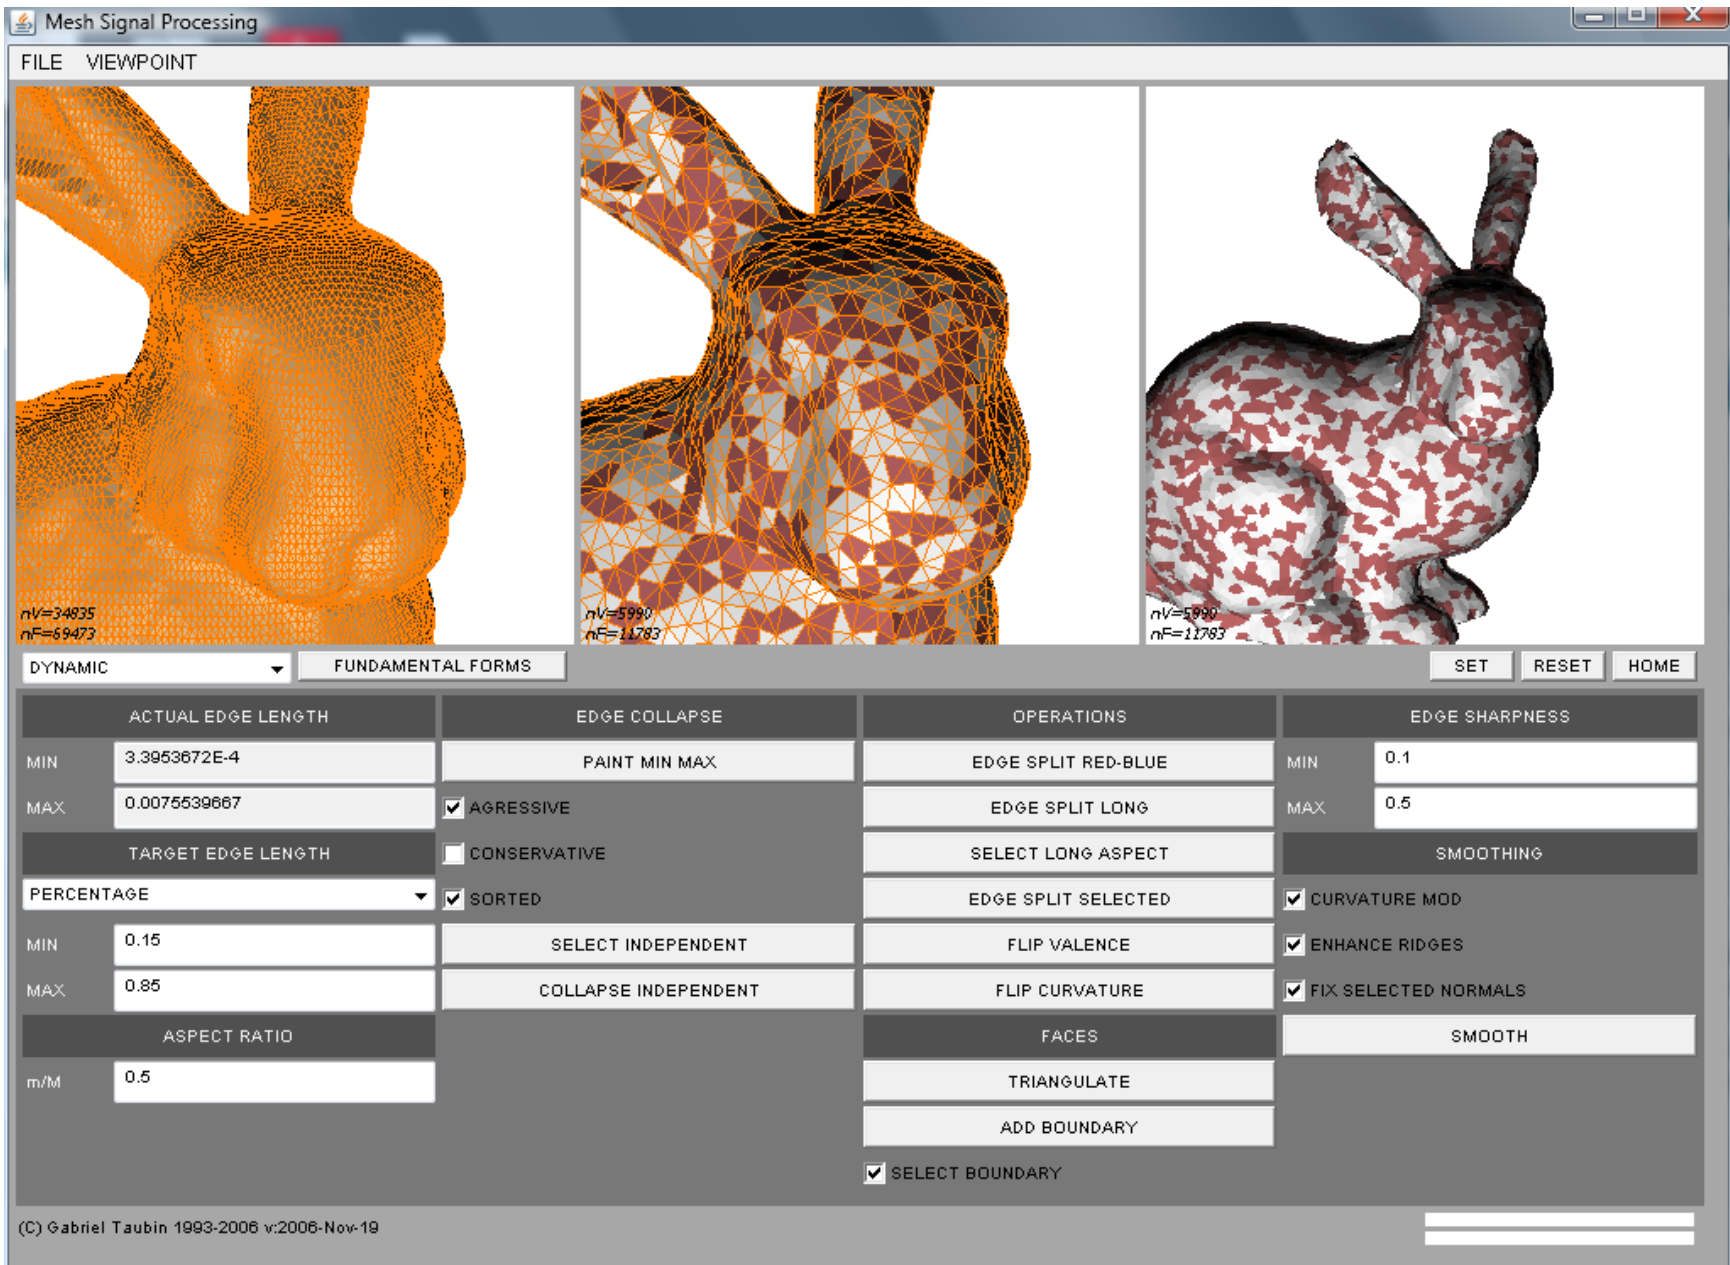 Mesh Signal Processing
FILE VIEWPOINT
nV=34835
nF=69473
nV=5990
nF=11783
nV=5990
nF=11783
DYNAMIC
FUNDAMENTAL FORMS
SET RESET HOME
ACTUAL EDGE LENGTH
MIN 3.3953672E-4
MAX 0.0075539667
TARGET EDGE LENGTH
PERCENTAGE
MIN 0.15
MAX 0.85
ASPECT RATIO
m/M 0.5
EDGE COLLAPSE
PAINT MIN MAX
AGRESSIVE
CONSERVATIVE
SORTED
SELECT INDEPENDENT
COLLAPSE INDEPENDENT
OPERATIONS
EDGE SPLIT RED-BLUE
EDGE SPLIT LONG
SELECT LONG ASPECT
EDGE SPLIT SELECTED
FLIP VALENCE
FLIP CURVATURE
FACES
TRIANGULATE
ADD BOUNDARY
SELECT BOUNDARY
EDGE SHARPNESS
MIN 0.1
MAX 0.5
SMOOTHING
CURVATURE MOD
ENHANCE RIDGES
FIX SELECTED NORMALS
SMOOTH
(C) Gabriel Taubin 1993-2006 v:2006-Nov-19